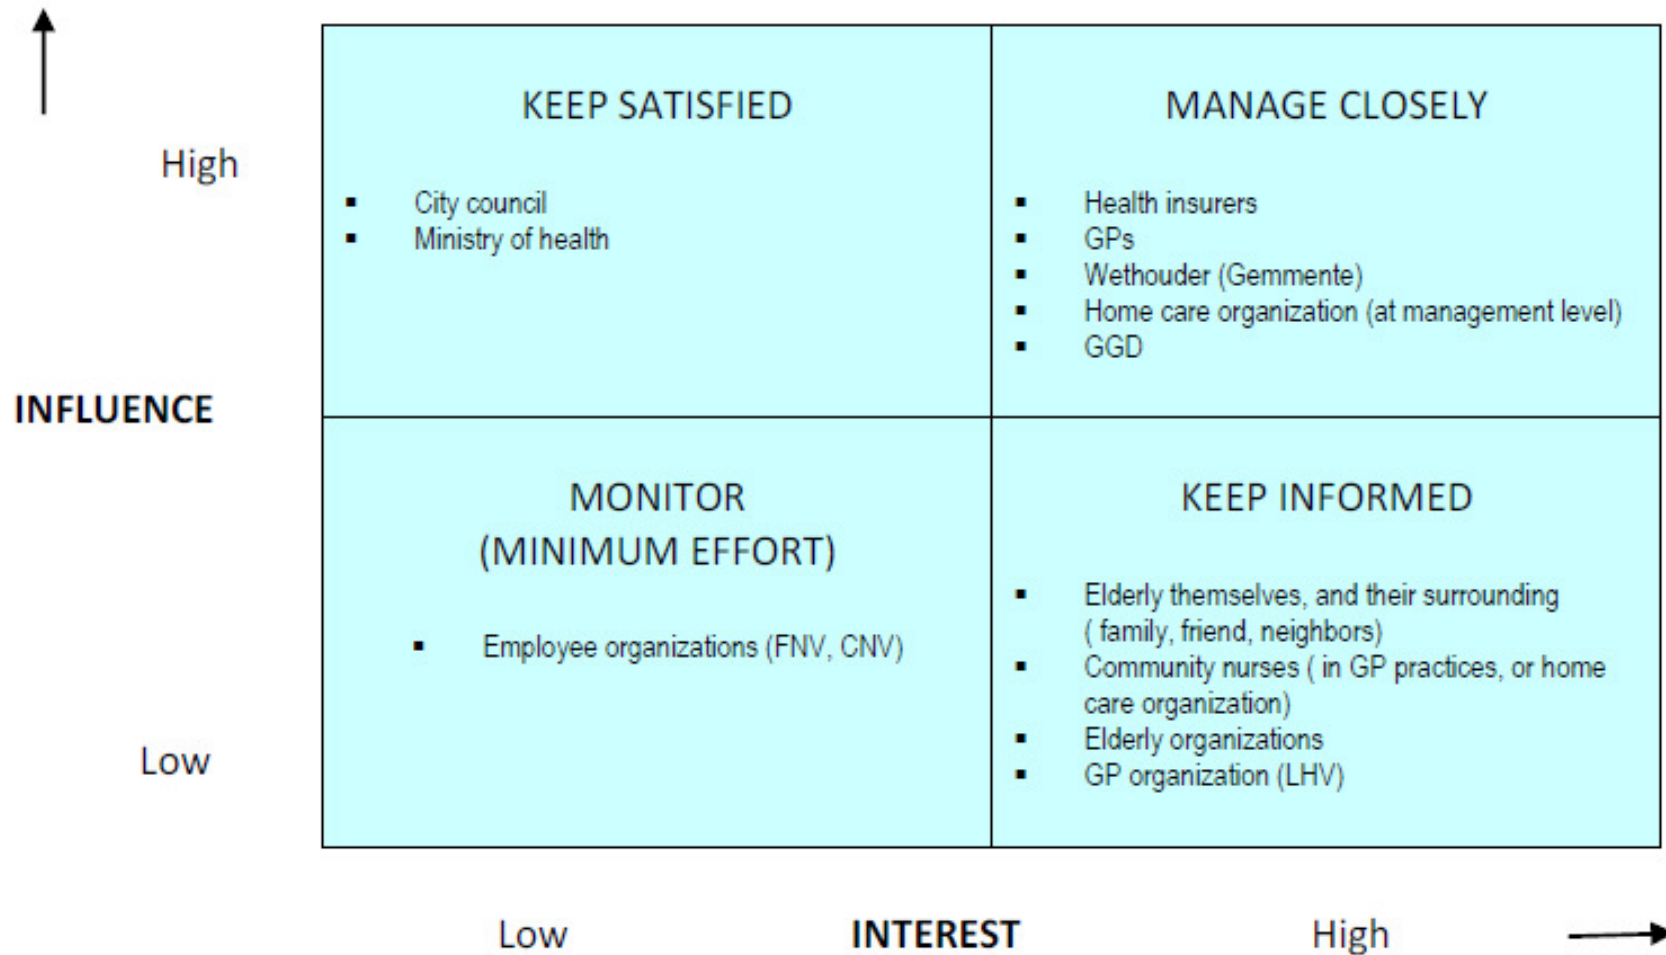 KEEP SATISFIED
MANAGE CLOSELY
High
▪ City council
▪ Ministry of health
▪ Health insurers
▪ GPs
▪ Wethouder (Gemmente)
▪ Home care organization (at management level)
▪ GGD
INFLUENCE
MONITOR
(MINIMUM EFFORT)
▪ Employee organizations (FNV, CNV)
KEEP INFORMED
▪ Elderly themselves, and their surrounding
( family, friend, neighbors)
▪ Community nurses ( in GP practices, or home
care organization)
▪ Elderly organizations
▪ GP organization (LHV)
Low
Low
INTEREST
High